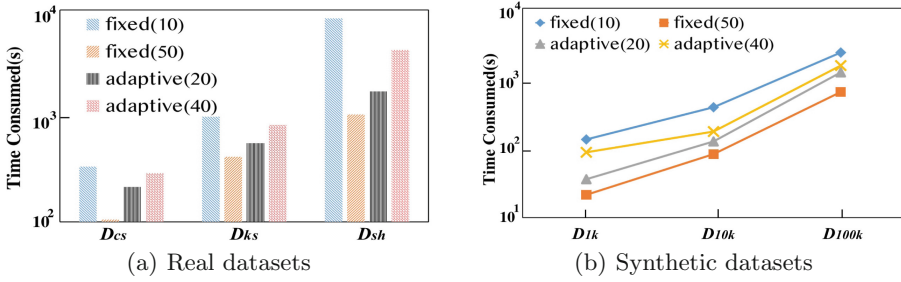 Time Consumed(s)
10^4
10^3
10^2
fixed(10)
fixed(50)
adaptive(20)
adaptive(40)
Dcs
Dks
Dsh
(a) Real datasets
Time Consumed(s)
10^4
10^3
10^2
10^1
fixed(10)
fixed(50)
adaptive(20)
adaptive(40)
D1k
D10k
D100k
(b) Synthetic datasets